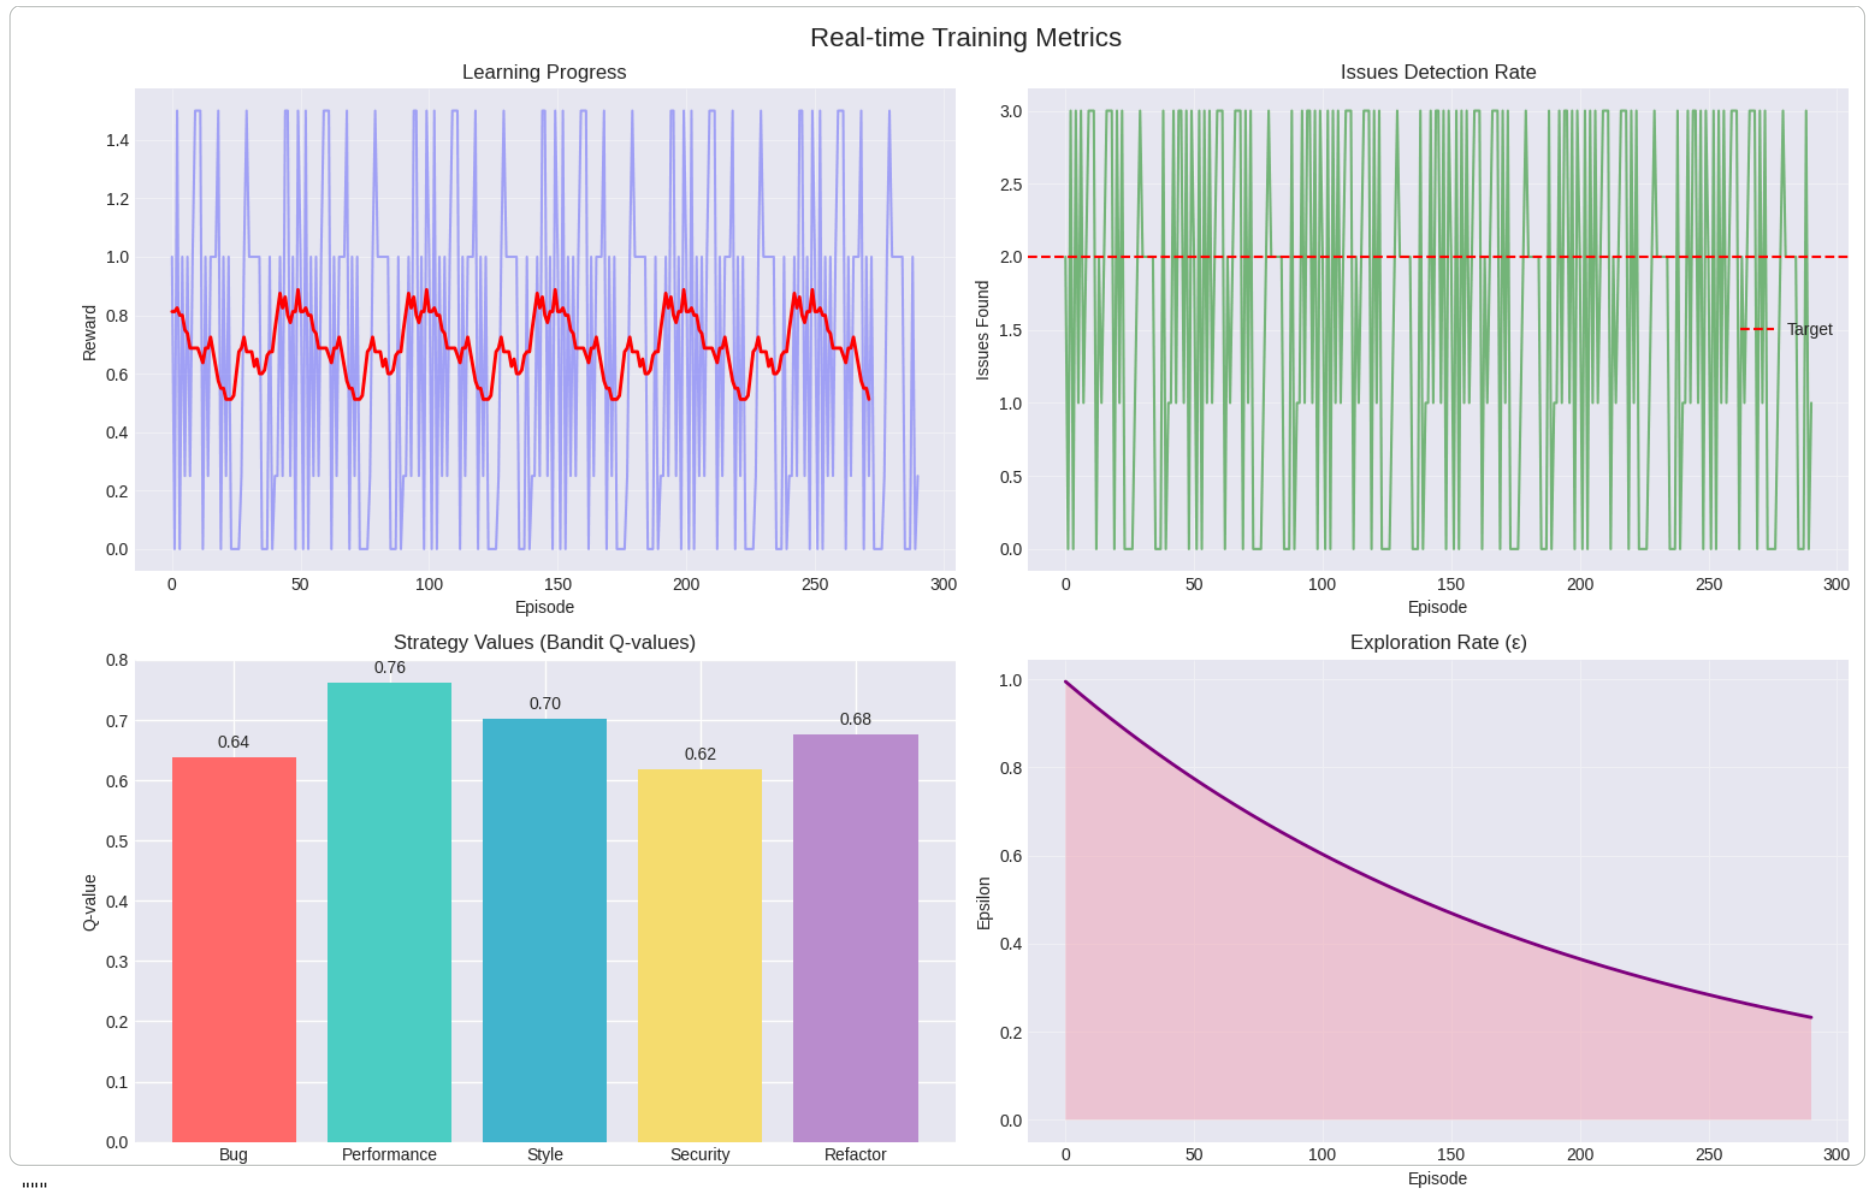 Real-time Training Metrics
Learning Progress
Reward
1.4
1.2
1.0
0.8
0.6
0.4
0.2
0.0
0 50 100 150 200 250 300
Episode
Issues Detection Rate
Issues Found
3.0
2.5
2.0
1.5
1.0
0.5
0.0
Target
0 50 100 150 200 250 300
Episode
Strategy Values (Bandit Q-values)
Q-value
0.8
0.7
0.6
0.5
0.4
0.3
0.2
0.1
0.0
0.64 0.76 0.70 0.62 0.68
Bug Performance Style Security Refactor
Exploration Rate (ε)
Epsilon
1.0
0.8
0.6
0.4
0.2
0.0
0 50 100 150 200 250 300
Episode
"""